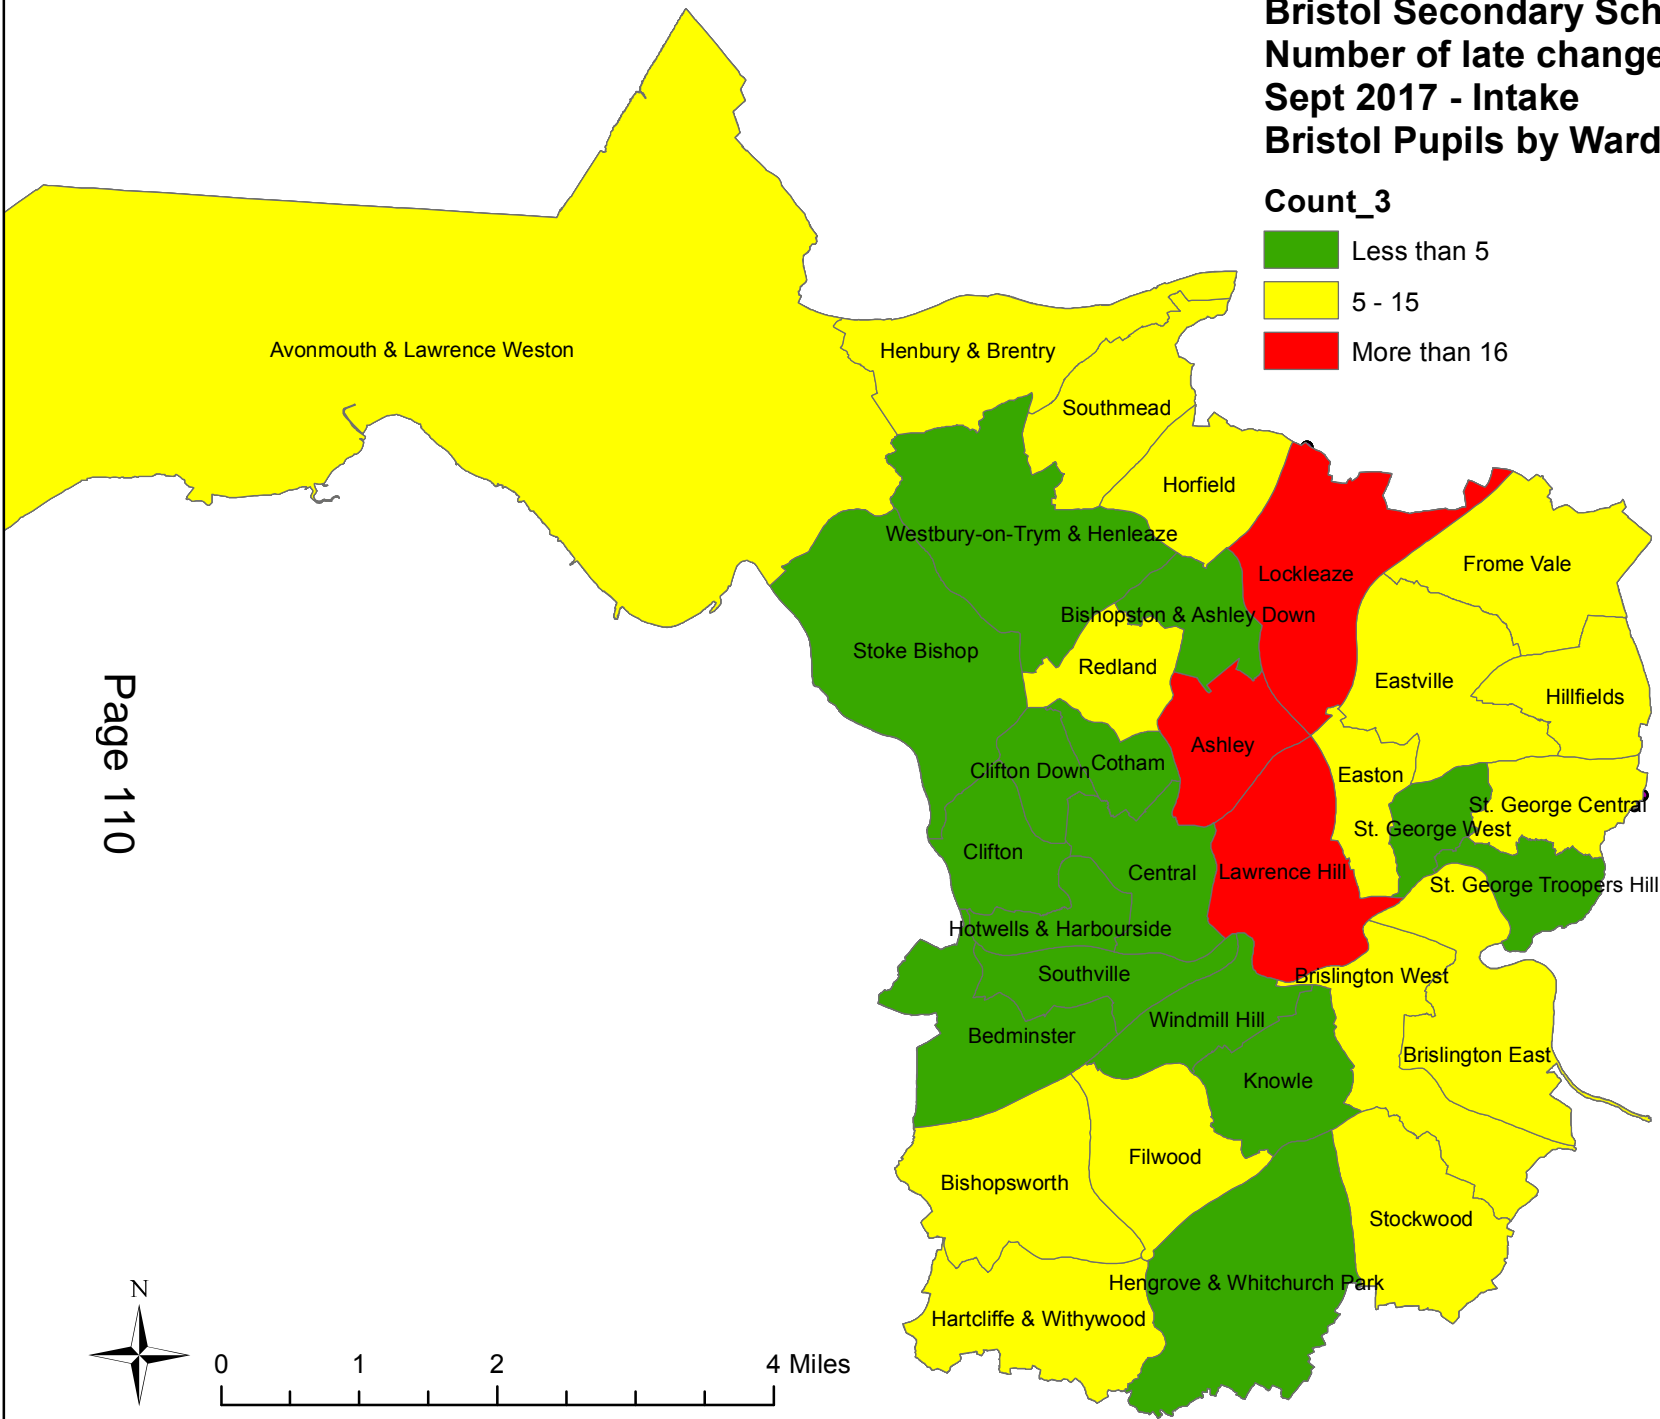 Bristol Secondary Sch
Number of late change
Sept 2017 - Intake
Bristol Pupils by Ward
Count_3
Less than 5
5 - 15
More than 16
Avonmouth & Lawrence Weston
Henbury & Brentry
Southmead
Horfield
Westbury-on-Trym & Henleaze
Lockleaze
Frome Vale
Bishopston & Ashley Down
Stoke Bishop
Redland
Eastville
Hillfields
Ashley
Clifton Down
Cotham
Easton
St. George Central
St. George West
Clifton
Central
Lawrence Hill
St. George Troopers Hill
Hotwells & Harbourside
Southville
Brislington West
Windmill Hill
Bedminster
Brislington East
Knowle
Filwood
Bishopsworth
Stockwood
Hengrove & Whitchurch Park
Hartcliffe & Withywood
Page 110
N
0 1 2 4 Miles